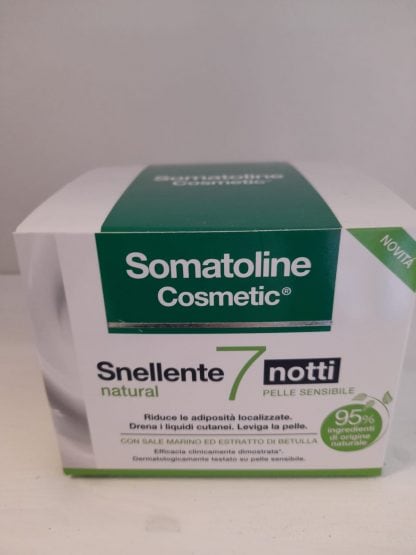 Somatoline
Cosmetic®
NOVITÀ
Somatoline
Cosmetic®
Snellente 7 notti
natural
PELLE SENSIBILE
Riduce le adiposità localizzate.
Drena i liquidi cutanei. Leviga la pelle.
CON SALE MARINO ED ESTRATTO DI BETULLA
Efficacia clinicamente dimostrata*.
Dermatologicamente testato su pelle sensibile.
95%
ingredienti
di origine
naturale